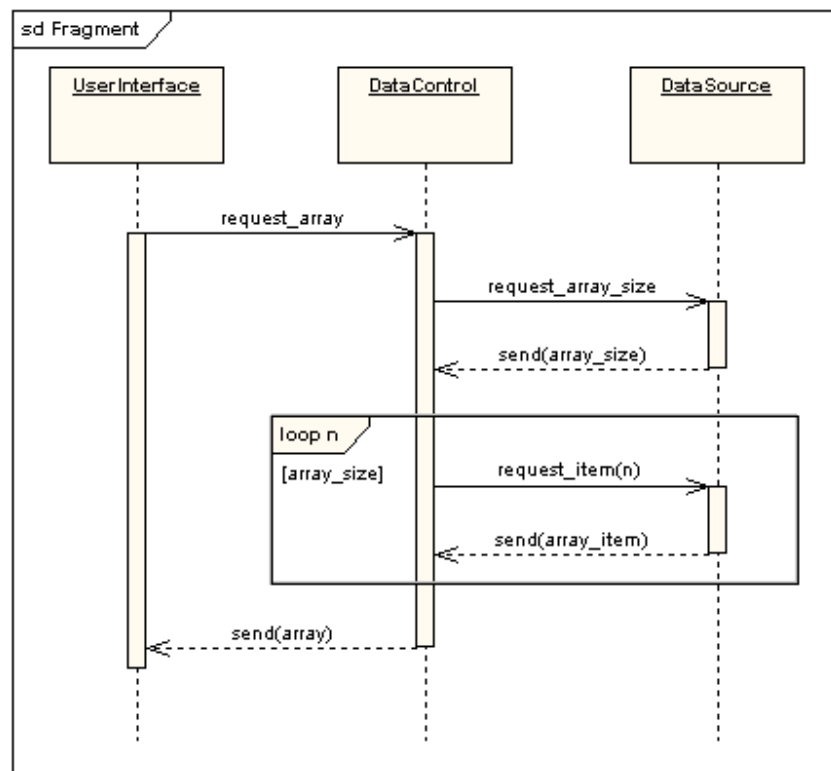 sd Fragment
UserInterface
DataControl
DataSource
request_array
request_array_size
send(array_size)
loop n
[array_size]
request_item(n)
send(array_item)
send(array)